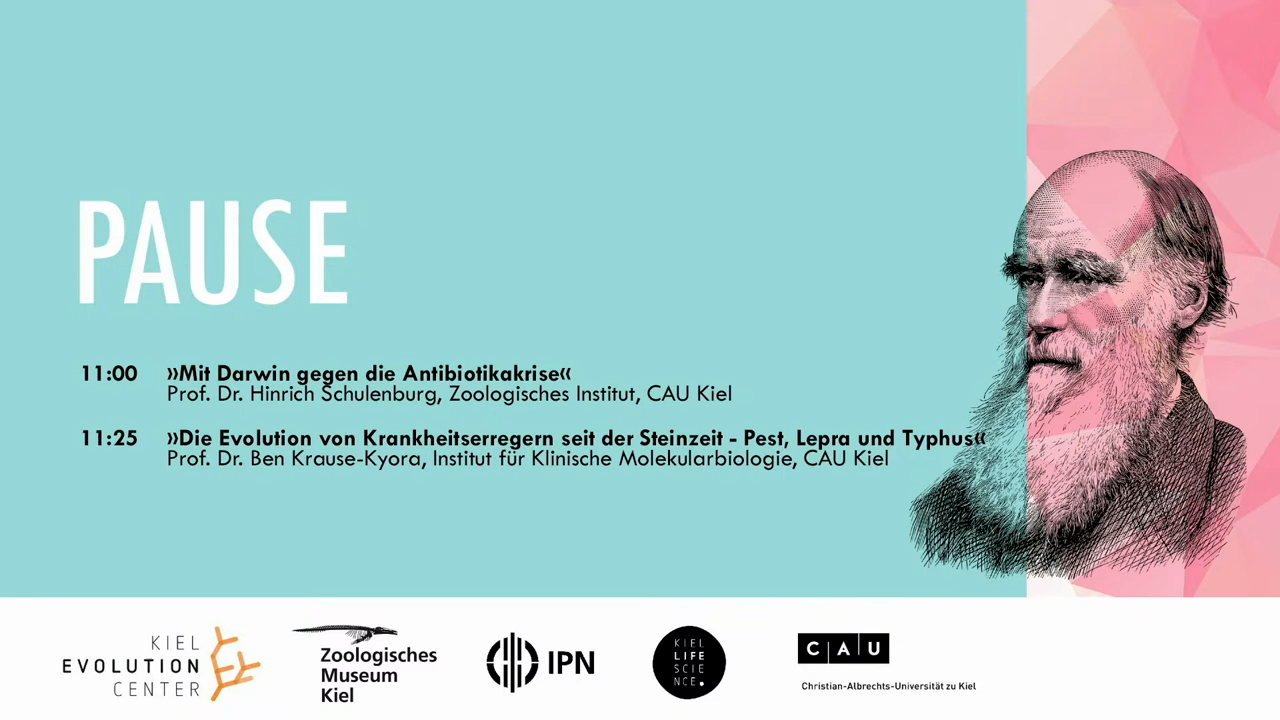 PAUSE
11:00 »Mit Darwin gegen die Antibiotikakrise«
Prof. Dr. Hinrich Schulenburg, Zoologisches Institut, CAU Kiel
11:25 »Die Evolution von Krankheitserregern seit der Steinzeit - Pest, Lepra und Typhus«
Prof. Dr. Ben Krause-Kyora, Institut für Klinische Molekularbiologie, CAU Kiel
KIEL
EVOLUTION
CENTER
Zoologisches
Museum
Kiel
IPN
KIEL
LIFE
SCIE
NCE.
CAU
Christian-Albrechts-Universität zu Kiel